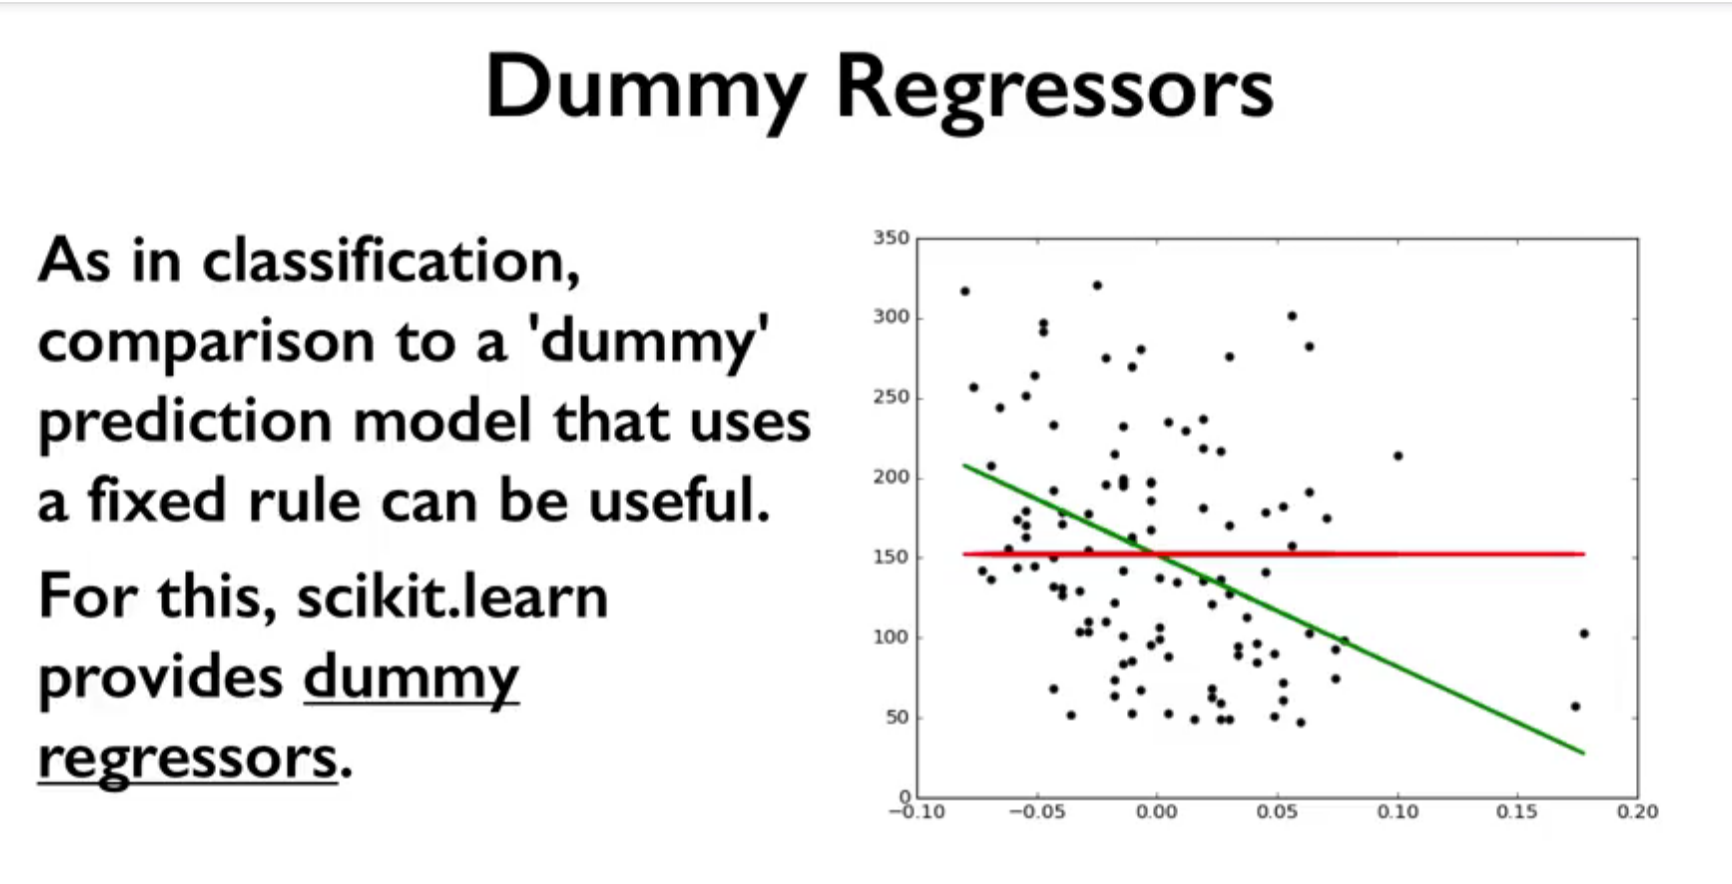 Dummy Regressors
As in classification,
comparison to a 'dummy'
prediction model that uses
a fixed rule can be useful.
For this, scikit.learn
provides dummy
regressors.
350
300
250
200
150
100
50
0
−0.10 −0.05 0.00 0.05 0.10 0.15 0.20